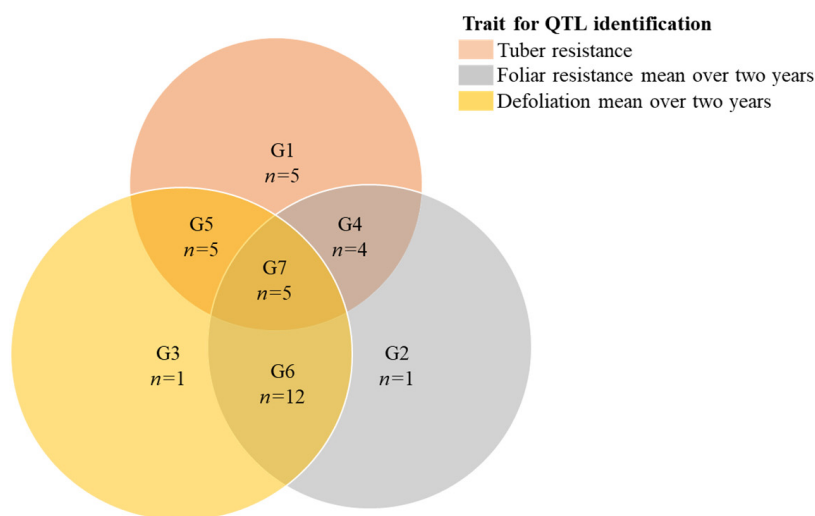 Trait for QTL identification
Tuber resistance
Foliar resistance mean over two years
Defoliation mean over two years
G1
n=5
G5
n=5
G4
n=4
G7
n=5
G3
n=1
G6
n=12
G2
n=1